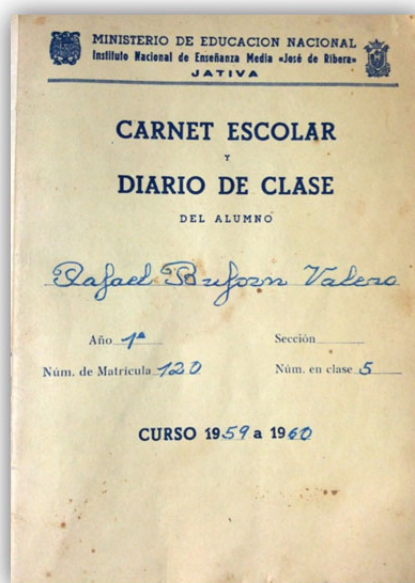 MINISTERIO DE EDUCACION NACIONAL
Instituto Nacional de Enseñanza Media «José de Ribera»
JATIVA
CARNET ESCOLAR
Y
DIARIO DE CLASE
DEL ALUMNO
Rafael Buforn Valero
Año 1º Sección
Núm. de Matrícula 120 Núm. en clase 5
CURSO 1959 a 1960